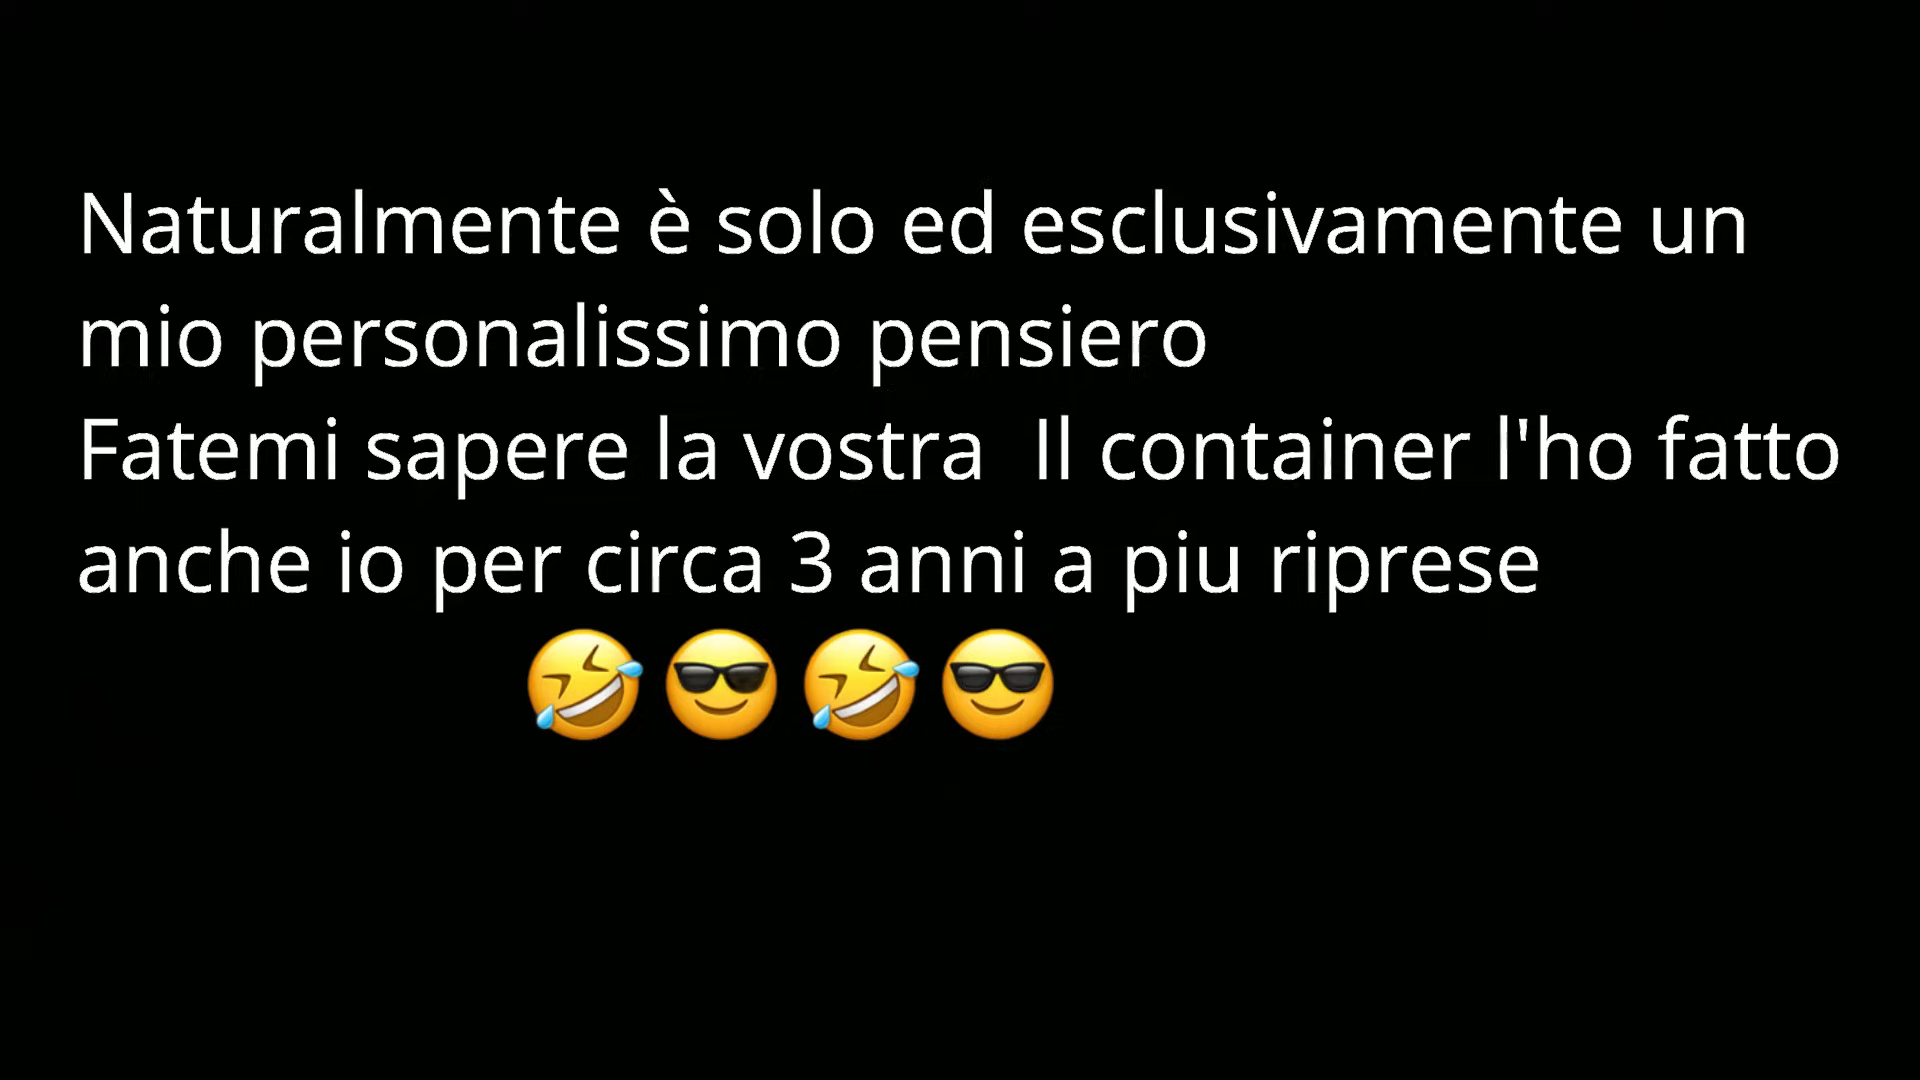 Naturalmente è solo ed esclusivamente un
mio personalissimo pensiero
Fatemi sapere la vostra  Il container l'ho fatto
anche io per circa 3 anni a piu riprese
🤣😎🤣😎